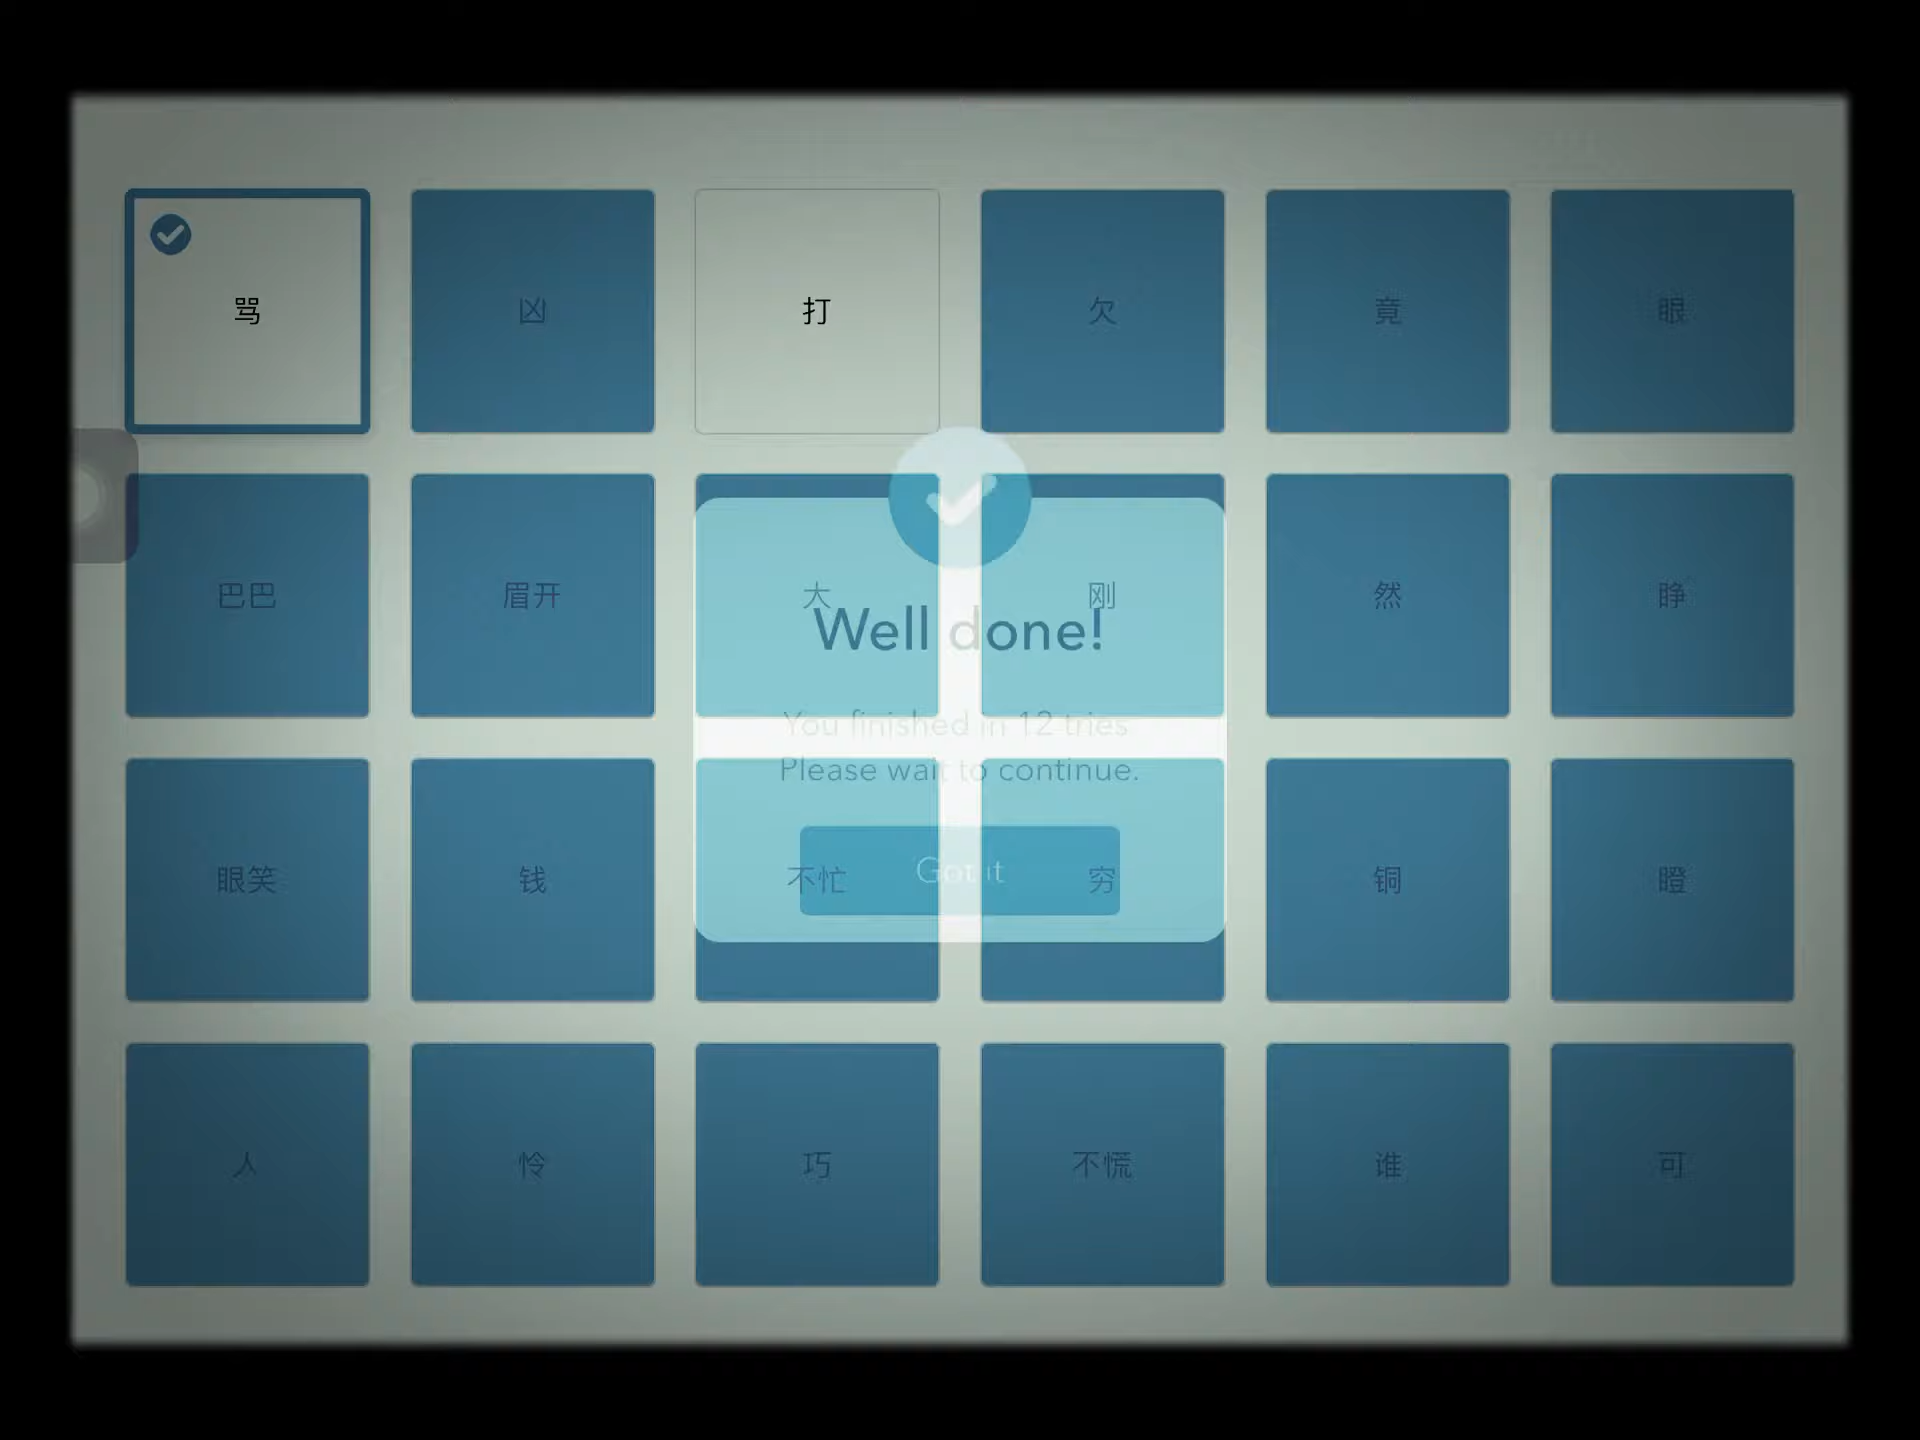 骂 凶 打 欠 竟 眼
巴巴 眉开 大 刚 然 睁
Well done!
You finished in 12 tries
Please wait to continue.
眼笑 钱 不忙 穷 铜 瞪
Got it
人 怜 巧 不慌 谁 可